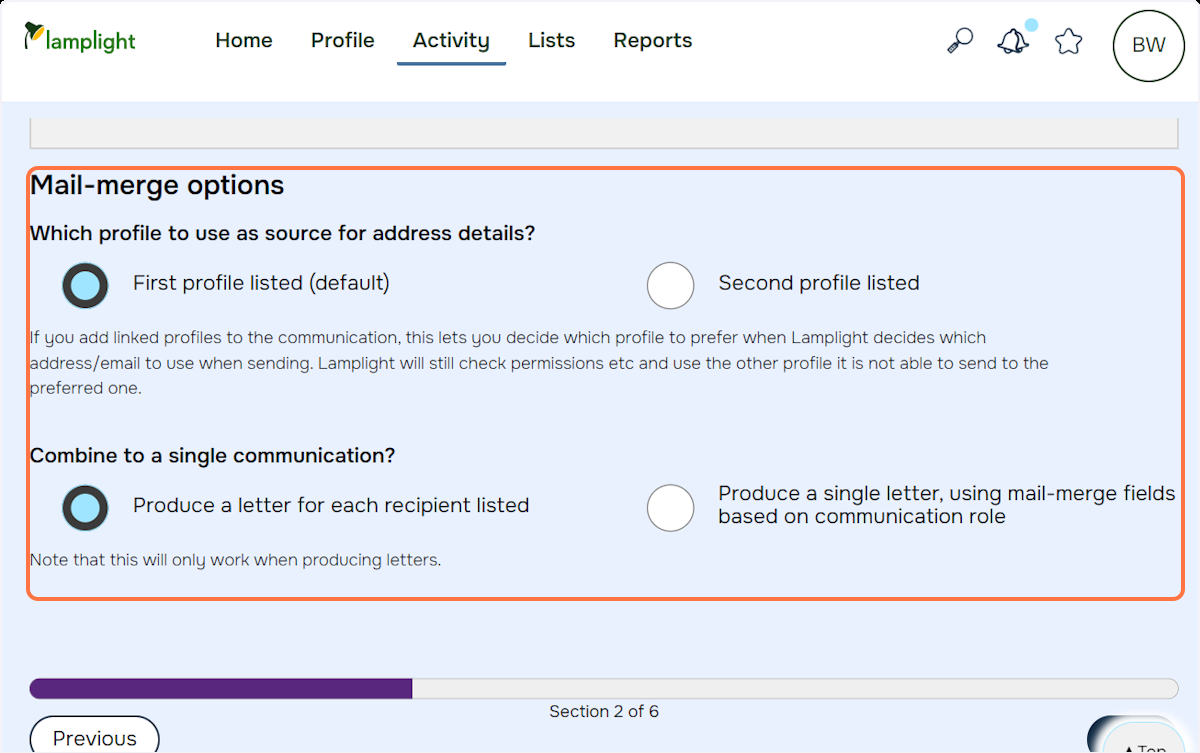 lamplight
Home Profile Activity Lists Reports
BW
Mail-merge options
Which profile to use as source for address details?
First profile listed (default) Second profile listed
If you add linked profiles to the communication, this lets you decide which profile to prefer when Lamplight decides which
address/email to use when sending. Lamplight will still check permissions etc and use the other profile it is not able to send to the
preferred one.
Combine to a single communication?
Produce a letter for each recipient listed
Produce a single letter, using mail-merge fields
based on communication role
Note that this will only work when producing letters.
Section 2 of 6
Previous
Top